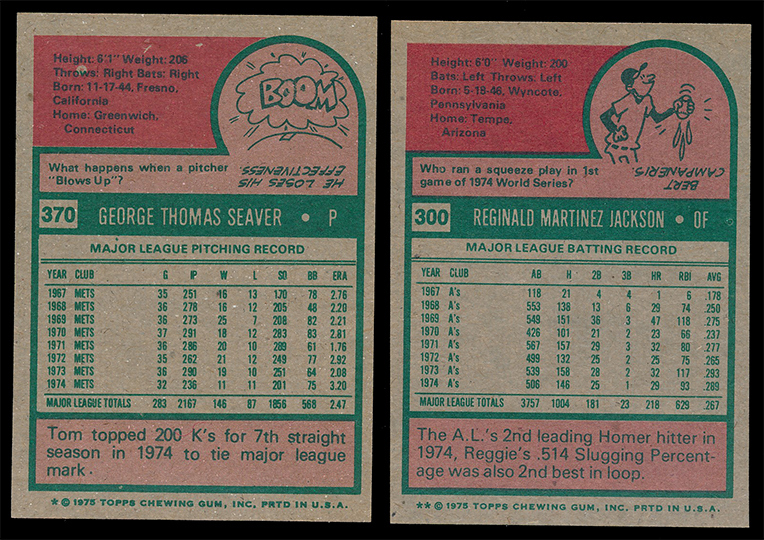 Height: 6'1" Weight: 206
Throws: Right Bats: Right
Born: 11-17-44, Fresno,
California
Home: Greenwich,
Connecticut
BOOM
What happens when a pitcher
"Blows Up"?
HE LOSES HIS
EFFECTIVENESS.
370 GEORGE THOMAS SEAVER • P
MAJOR LEAGUE PITCHING RECORD
YEAR CLUB G IP W L SO BB ERA
1967 METS 35 251 16 13 170 78 2.76
1968 METS 36 278 16 12 205 48 2.20
1969 METS 36 273 25 7 208 82 2.21
1970 METS 37 291 18 12 283 83 2.81
1971 METS 36 286 20 10 289 61 1.76
1972 METS 35 262 21 12 249 77 2.92
1973 METS 36 290 19 10 251 64 2.08
1974 METS 32 236 11 11 201 75 3.20
MAJOR LEAGUE TOTALS 283 2167 146 87 1856 568 2.47
Tom topped 200 K's for 7th straight
season in 1974 to tie major league
mark.
* © 1975 TOPPS CHEWING GUM, INC. PRTD IN U.S.A.
Height: 6'0" Weight: 200
Bats: Left Throws: Left
Born: 5-18-46, Wyncote,
Pennsylvania
Home: Tempe,
Arizona
Who ran a squeeze play in 1st
game of 1974 World Series?
BERT
CAMPANERIS.
300 REGINALD MARTINEZ JACKSON • OF
MAJOR LEAGUE BATTING RECORD
YEAR CLUB AB H 2B 3B HR RBI AVG
1967 A's 118 21 4 4 1 6 .178
1968 A's 553 138 13 6 29 74 .250
1969 A's 549 151 36 3 47 118 .275
1970 A's 426 101 21 2 23 66 .237
1971 A's 567 157 29 3 32 80 .277
1972 A's 499 132 25 2 25 75 .265
1973 A's 539 158 28 2 32 117 .293
1974 A's 506 146 25 1 29 93 .289
MAJOR LEAGUE TOTALS 3757 1004 181 23 218 629 .267
The A.L.'s 2nd leading Homer hitter in
1974, Reggie's .514 Slugging Percent-
age was also 2nd best in loop.
** © 1975 TOPPS CHEWING GUM, INC. PRTD IN U.S.A.